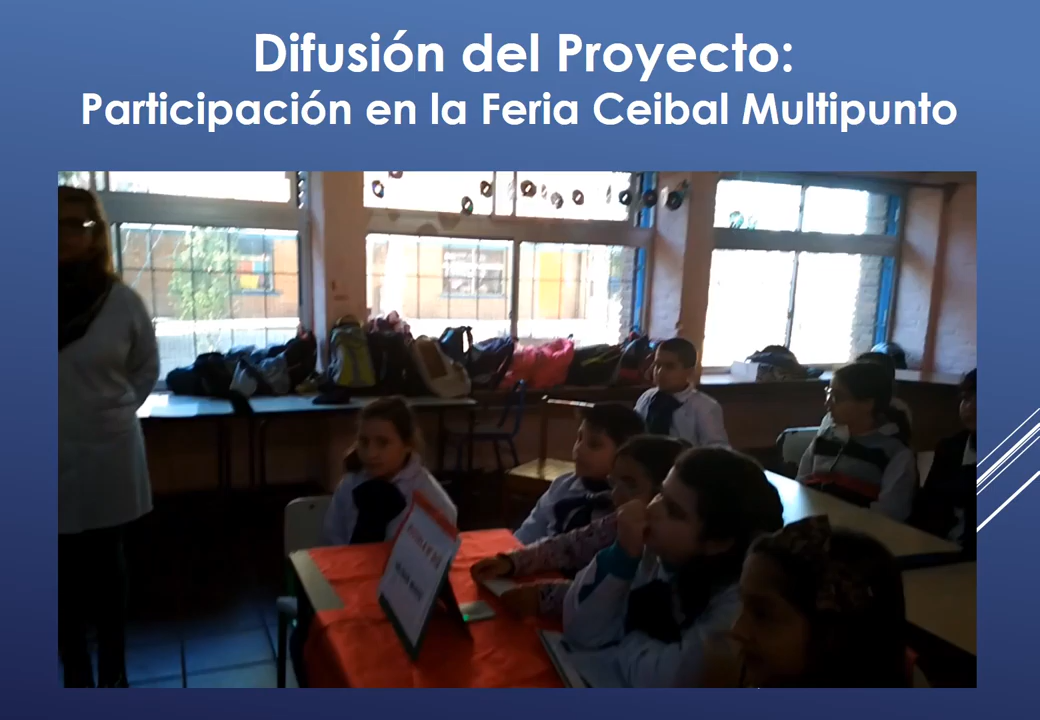 Difusión del Proyecto:
Participación en la Feria Ceibal Multipunto